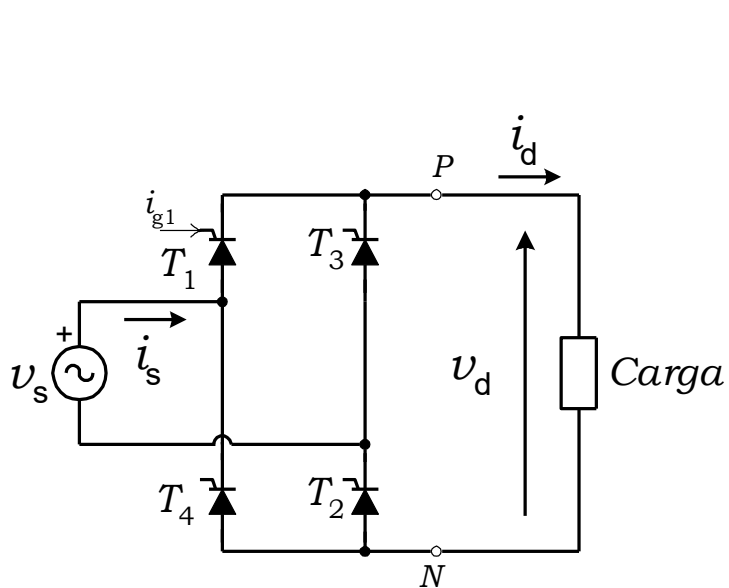 i_d
P
i_g1
T_1
T_3
+
i_s
v_s
v_d
Carga
T_4
T_2
N